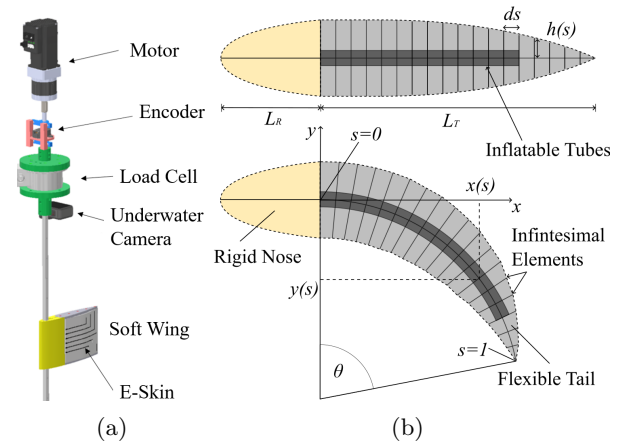 Motor
Encoder
Load Cell
Underwater
Camera
Soft Wing
E-Skin
(a)
ds
h(s)
L_R
L_T
Inflatable Tubes
y
s=0
x(s)
x
Rigid Nose
Infintesimal
Elements
y(s)
s=1
θ
Flexible Tail
(b)